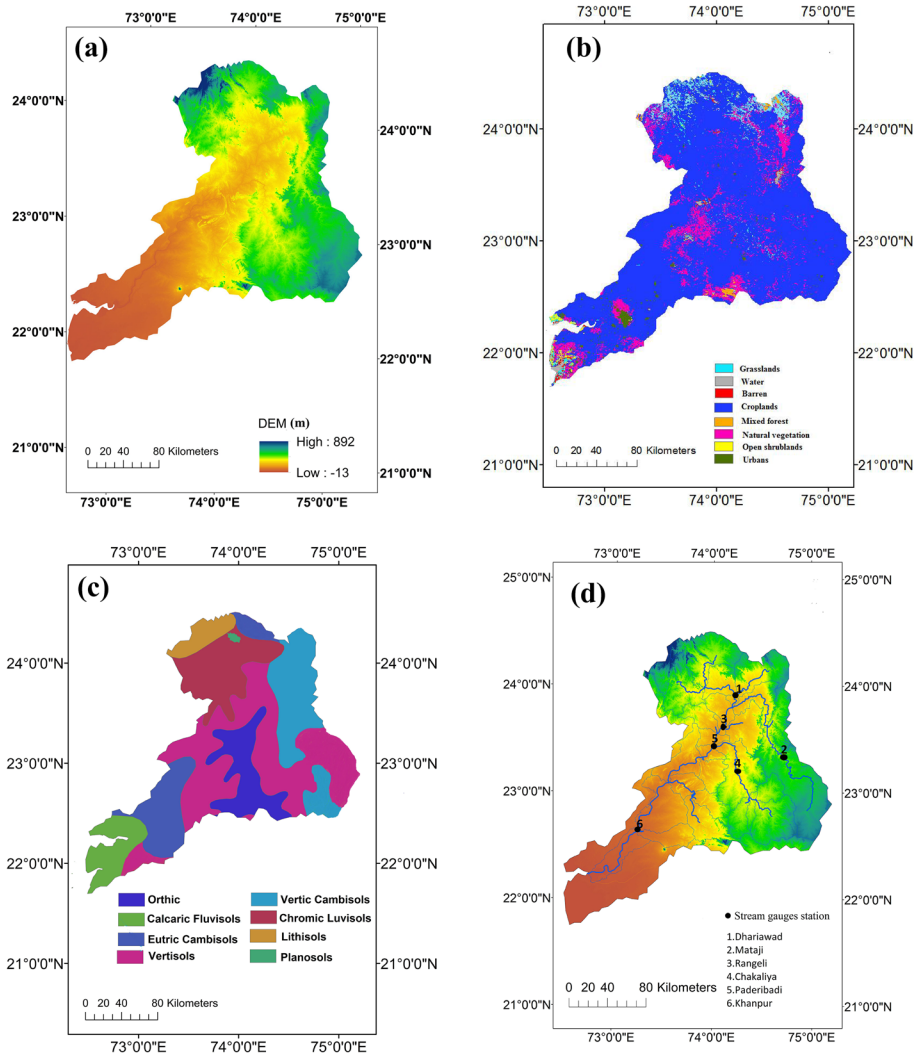 73°0'0"E 74°0'0"E 75°0'0"E
(a)
24°0'0"N
24°0'0"N
23°0'0"N
23°0'0"N
22°0'0"N
22°0'0"N
21°0'0"N
21°0'0"N
DEM (m)
High : 892
Low : -13
0 20 40 80 Kilometers
73°0'0"E 74°0'0"E 75°0'0"E
73°0'0"E 74°0'0"E 75°0'0"E
(b)
24°0'0"N
24°0'0"N
23°0'0"N
23°0'0"N
22°0'0"N
22°0'0"N
21°0'0"N
21°0'0"N
Grasslands
Water
Barren
Croplands
Mixed forest
Natural vegetation
Open shrublands
Urbans
0 20 40 80 Kilometers
73°0'0"E 74°0'0"E 75°0'0"E
73°0'0"E 74°0'0"E 75°0'0"E
(c)
24°0'0"N
24°0'0"N
23°0'0"N
23°0'0"N
22°0'0"N
22°0'0"N
21°0'0"N
21°0'0"N
Orthic
Calcaric Fluvisols
Eutric Cambisols
Vertisols
Vertic Cambisols
Chromic Luvisols
Lithisols
Planosols
0 20 40 80 Kilometers
73°0'0"E 74°0'0"E 75°0'0"E
73°0'0"E 74°0'0"E 75°0'0"E
(d)
25°0'0"N
25°0'0"N
24°0'0"N
24°0'0"N
23°0'0"N
23°0'0"N
22°0'0"N
22°0'0"N
21°0'0"N
21°0'0"N
1
3
5
2
4
6
Stream gauges station
1.Dhariawad
2.Mataji
3.Rangeli
4.Chakaliya
5.Paderibadi
6.Khanpur
0 20 40 80 Kilometers
73°0'0"E 74°0'0"E 75°0'0"E